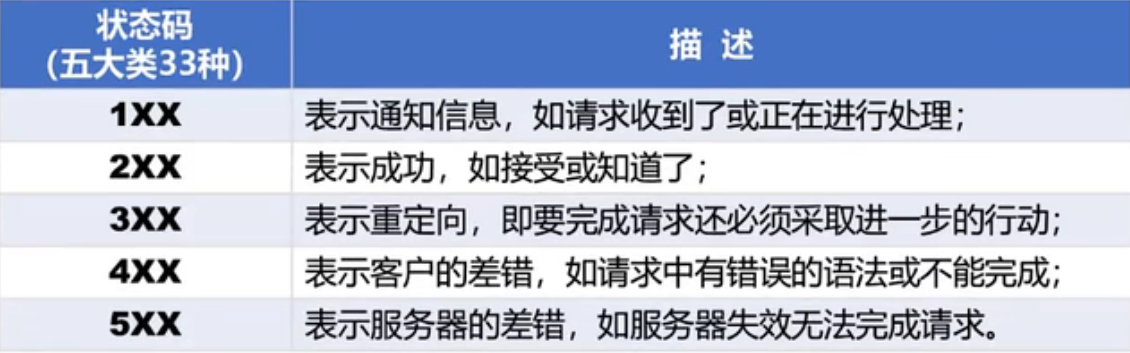 状态码
(五大类33种)
描 述
1XX
表示通知信息，如请求收到了或正在进行处理；
2XX
表示成功，如接受或知道了；
3XX
表示重定向，即要完成请求还必须采取进一步的行动；
4XX
表示客户的差错，如请求中有错误的语法或不能完成；
5XX
表示服务器的差错，如服务器失效无法完成请求。